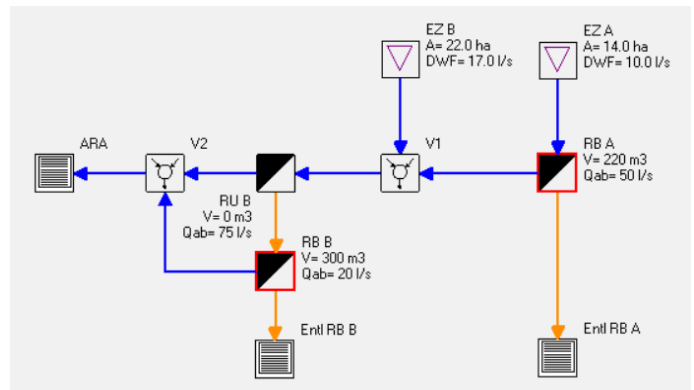 EZ B
A= 22.0 ha
DWF= 17.0 l/s
EZ A
A= 14.0 ha
DWF= 10.0 l/s
ARA
V2
V1
RB A
V= 220 m3
Qab= 50 l/s
RU B
V= 0 m3
Qab= 75 l/s
RB B
V= 300 m3
Qab= 20 l/s
Entl RB B
Entl RB A